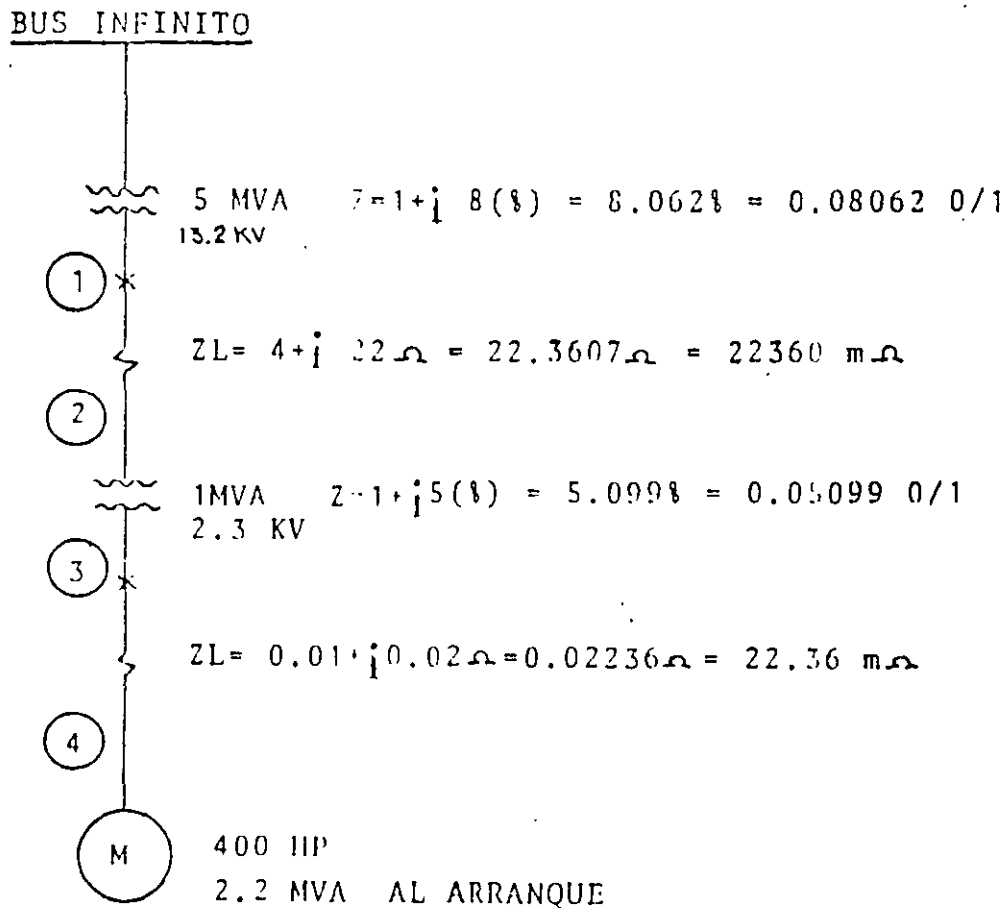 BUS INFINITO
5 MVA Z=1+j 8(%) = 8.062% = 0.08062 0/1
13.2 KV
1
ZL= 4+j 22Ω = 22.3607Ω = 22360 mΩ
2
1MVA Z=1+j5(%) = 5.099% = 0.05099 0/1
2.3 KV
3
ZL= 0.01+j0.02Ω=0.02236Ω = 22.36 mΩ
4
M
400 HP
2.2 MVA AL ARRANQUE